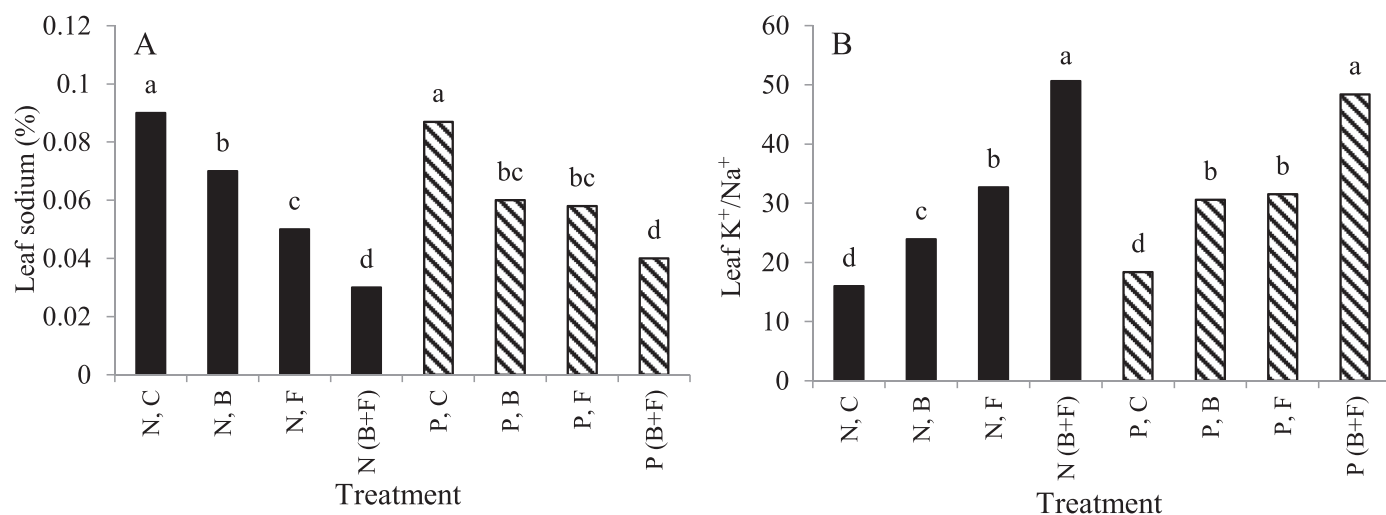 A
Leaf sodium (%)
0.12
0.1
0.08
0.06
0.04
0.02
0
a
b
c
d
a
bc
bc
d
N, C
N, B
N, F
N (B+F)
P, C
P, B
P, F
P (B+F)
Treatment
B
Leaf K⁺/Na⁺
60
50
40
30
20
10
0
d
c
b
a
d
b
b
a
N, C
N, B
N, F
N (B+F)
P, C
P, B
P, F
P (B+F)
Treatment